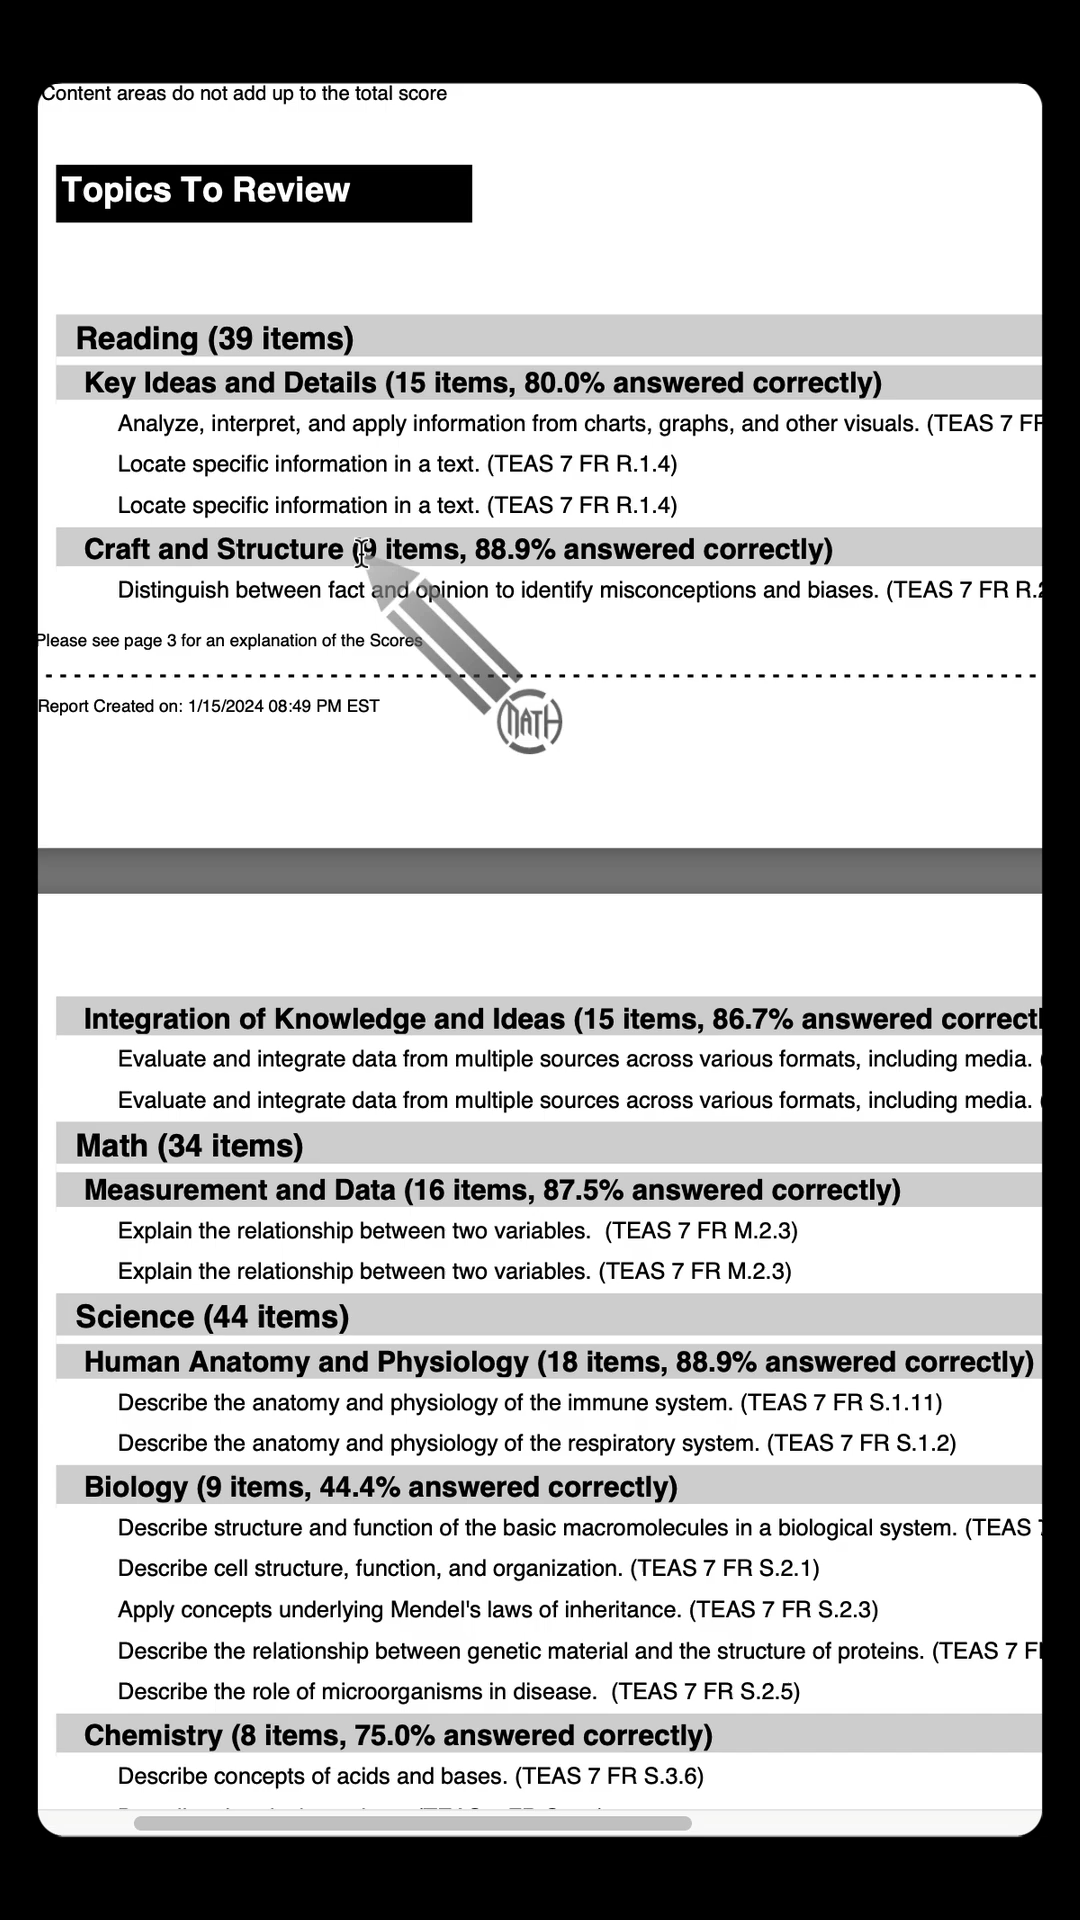 Content areas do not add up to the total score
Topics To Review
Reading (39 items)
Key Ideas and Details (15 items, 80.0% answered correctly)
Analyze, interpret, and apply information from charts, graphs, and other visuals. (TEAS 7 FR
Locate specific information in a text. (TEAS 7 FR R.1.4)
Locate specific information in a text. (TEAS 7 FR R.1.4)
Craft and Structure (9 items, 88.9% answered correctly)
Distinguish between fact and opinion to identify misconceptions and biases. (TEAS 7 FR R.2
Please see page 3 for an explanation of the Scores
Report Created on: 1/15/2024 08:49 PM EST
MATH
Integration of Knowledge and Ideas (15 items, 86.7% answered correctl
Evaluate and integrate data from multiple sources across various formats, including media. (
Evaluate and integrate data from multiple sources across various formats, including media. (
Math (34 items)
Measurement and Data (16 items, 87.5% answered correctly)
Explain the relationship between two variables.  (TEAS 7 FR M.2.3)
Explain the relationship between two variables. (TEAS 7 FR M.2.3)
Science (44 items)
Human Anatomy and Physiology (18 items, 88.9% answered correctly)
Describe the anatomy and physiology of the immune system. (TEAS 7 FR S.1.11)
Describe the anatomy and physiology of the respiratory system. (TEAS 7 FR S.1.2)
Biology (9 items, 44.4% answered correctly)
Describe structure and function of the basic macromolecules in a biological system. (TEAS 7
Describe cell structure, function, and organization. (TEAS 7 FR S.2.1)
Apply concepts underlying Mendel's laws of inheritance. (TEAS 7 FR S.2.3)
Describe the relationship between genetic material and the structure of proteins. (TEAS 7 F
Describe the role of microorganisms in disease.  (TEAS 7 FR S.2.5)
Chemistry (8 items, 75.0% answered correctly)
Describe concepts of acids and bases. (TEAS 7 FR S.3.6)